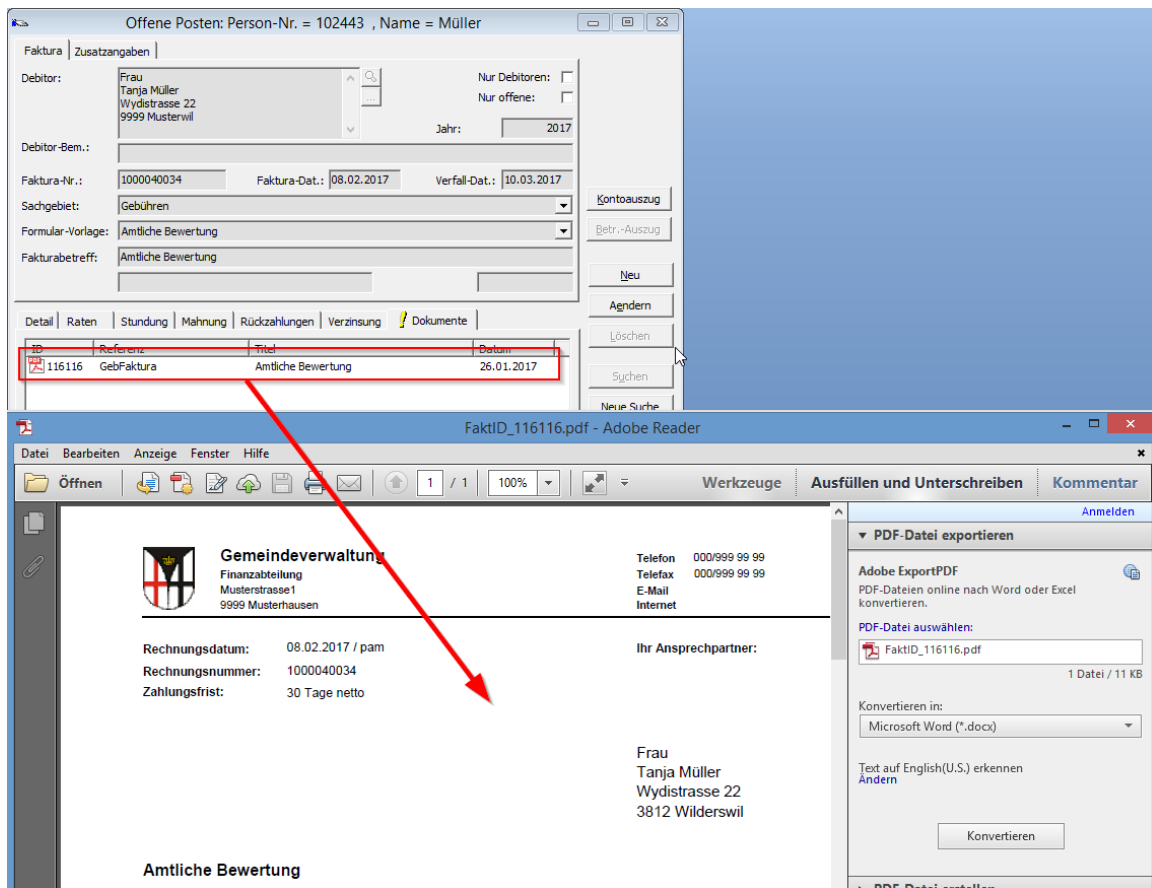 Offene Posten: Person-Nr. = 102443 , Name = Müller
Faktura Zusatzangaben
Debitor: Frau Nur Debitoren:
Tanja Müller
Wydistrasse 22 ... Nur offene:
9999 Musterwil
Jahr: 2017
Debitor-Bem.:
Faktura-Nr.: 1000040034 Faktura-Dat.: 08.02.2017 Verfall-Dat.: 10.03.2017
Kontoauszug
Sachgebiet: Gebühren
Formular-Vorlage: Amtliche Bewertung Betr.-Auszug
Fakturabetreff: Amtliche Bewertung
Neu
Aendern
Detail Raten Stundung Mahnung Rückzahlungen Verzinsung Dokumente
Löschen
ID Referenz Titel Datum
116116 GebFaktura Amtliche Bewertung 26.01.2017
Suchen
Neue Suche
FaktID_116116.pdf - Adobe Reader
Datei Bearbeiten Anzeige Fenster Hilfe
Öffnen 1 / 1 100% Werkzeuge Ausfüllen und Unterschreiben Kommentar
Anmelden
Gemeindeverwaltung
Finanzabteilung
Musterstrasse1
9999 Musterhausen
Telefon 000/999 99 99
Telefax 000/999 99 99
E-Mail
Internet
Rechnungsdatum: 08.02.2017 / pam Ihr Ansprechpartner:
Rechnungsnummer: 1000040034
Zahlungsfrist: 30 Tage netto
Frau
Tanja Müller
Wydistrasse 22
3812 Wilderswil
Amtliche Bewertung
PDF-Datei exportieren
Adobe ExportPDF
PDF-Dateien online nach Word oder Excel
konvertieren.
PDF-Datei auswählen:
FaktID_116116.pdf
1 Datei / 11 KB
Konvertieren in:
Microsoft Word (*.docx)
Text auf English(U.S.) erkennen
Ändern
Konvertieren
PDF-Datei erstellen